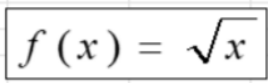 f (x) = √x